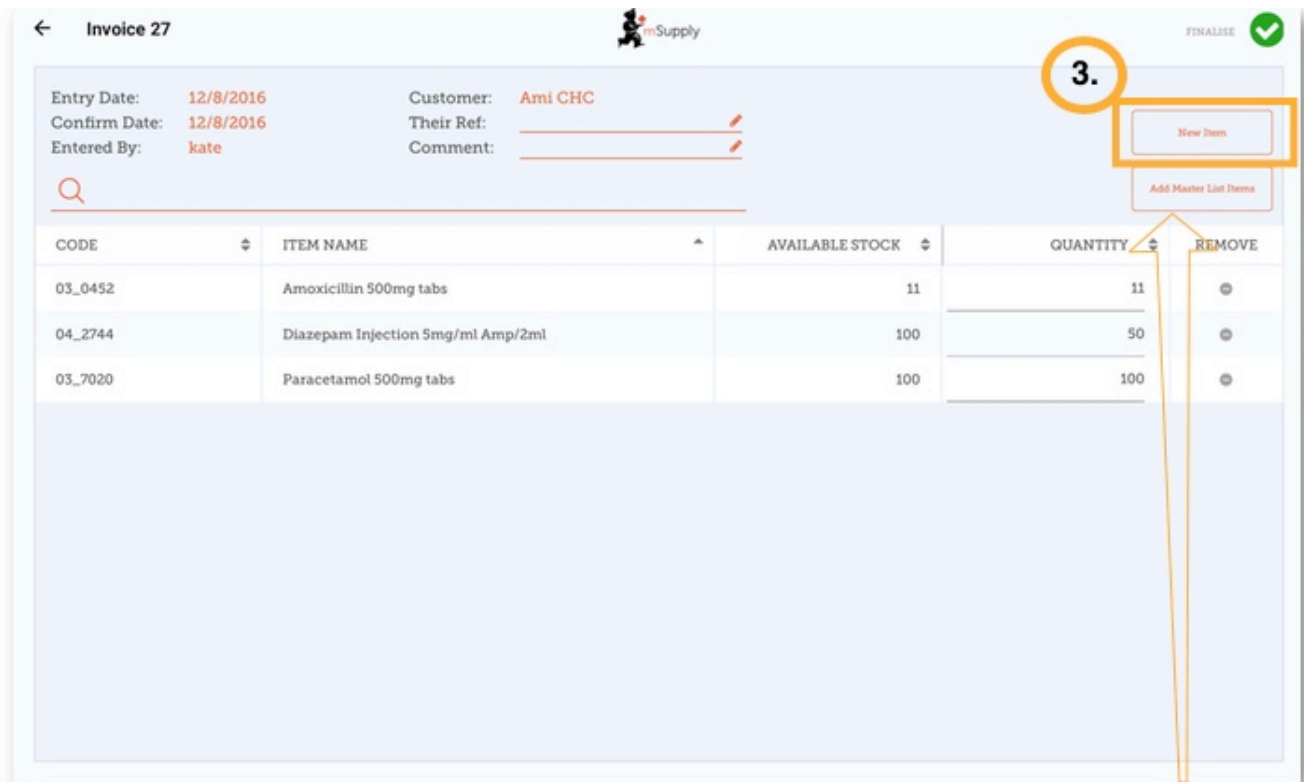 Invoice 27
mSupply
FINALISE
3.
Entry Date: 12/8/2016 Customer: Ami CHC
Confirm Date: 12/8/2016 Their Ref:
Entered By: kate Comment:
New Item
Add Master List Items
CODE ITEM NAME AVAILABLE STOCK QUANTITY REMOVE
03_0452 Amoxicillin 500mg tabs 11 11
04_2744 Diazepam Injection 5mg/ml Amp/2ml 100 50
03_7020 Paracetamol 500mg tabs 100 100